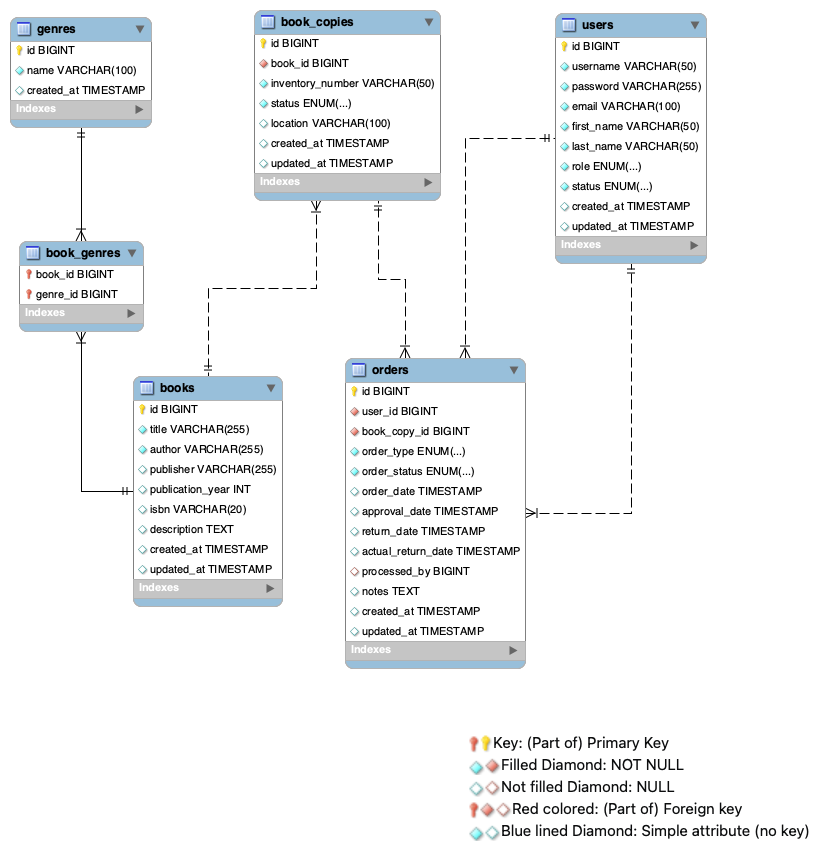 genres
id BIGINT
name VARCHAR(100)
created_at TIMESTAMP
Indexes
book_copies
id BIGINT
book_id BIGINT
inventory_number VARCHAR(50)
status ENUM(...)
location VARCHAR(100)
created_at TIMESTAMP
updated_at TIMESTAMP
Indexes
users
id BIGINT
username VARCHAR(50)
password VARCHAR(255)
email VARCHAR(100)
first_name VARCHAR(50)
last_name VARCHAR(50)
role ENUM(...)
status ENUM(...)
created_at TIMESTAMP
updated_at TIMESTAMP
Indexes
book_genres
book_id BIGINT
genre_id BIGINT
Indexes
books
id BIGINT
title VARCHAR(255)
author VARCHAR(255)
publisher VARCHAR(255)
publication_year INT
isbn VARCHAR(20)
description TEXT
created_at TIMESTAMP
updated_at TIMESTAMP
Indexes
orders
id BIGINT
user_id BIGINT
book_copy_id BIGINT
order_type ENUM(...)
order_status ENUM(...)
order_date TIMESTAMP
approval_date TIMESTAMP
return_date TIMESTAMP
actual_return_date TIMESTAMP
processed_by BIGINT
notes TEXT
created_at TIMESTAMP
updated_at TIMESTAMP
Indexes
Key: (Part of) Primary Key
Filled Diamond: NOT NULL
Not filled Diamond: NULL
Red colored: (Part of) Foreign key
Blue lined Diamond: Simple attribute (no key)